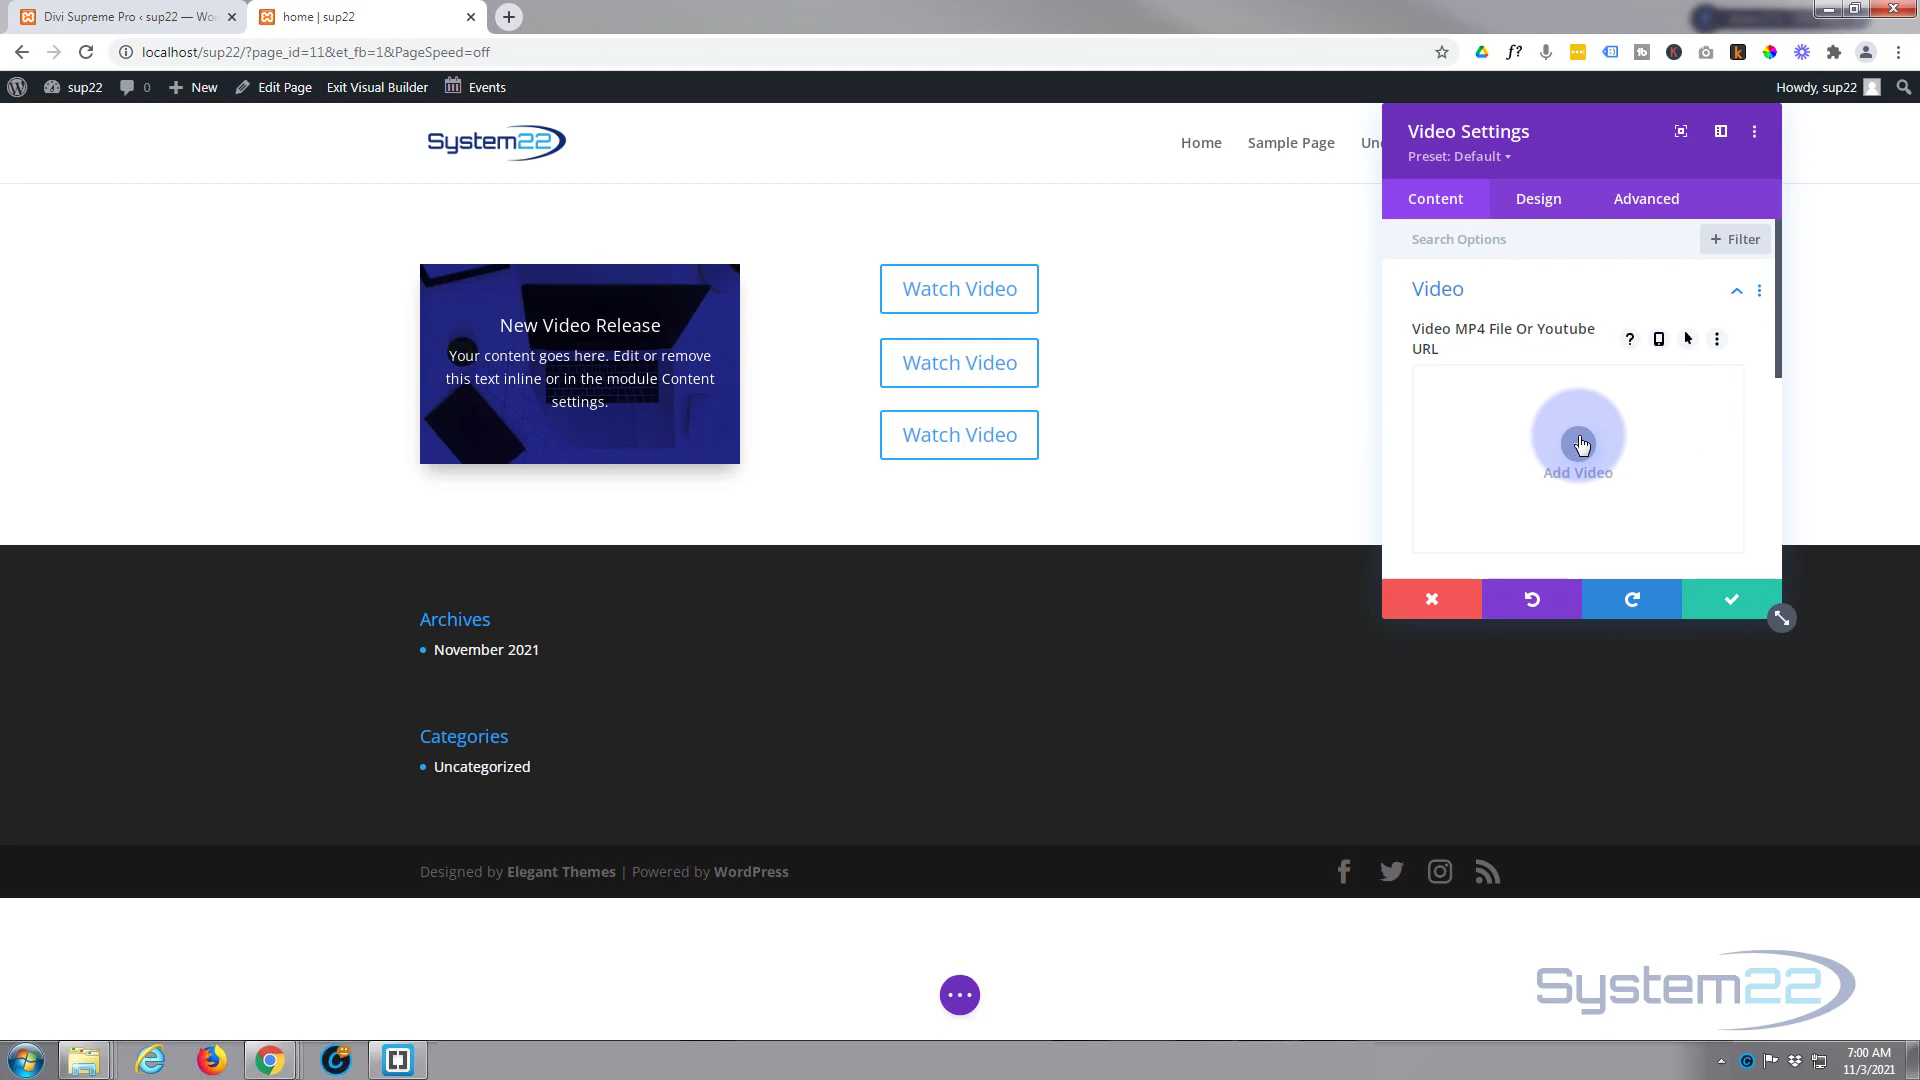 Divi Supreme Pro ‹ sup22 — Wor
home | sup22
localhost/sup22/?page_id=11&et_fb=1&PageSpeed=off
sup22
0
New
Edit Page
Exit Visual Builder
Events
Howdy, sup22
System22
Home
Sample Page
Unc
Video Settings
Preset: Default
Content
Design
Advanced
Search Options
+ Filter
Video
Video MP4 File Or Youtube
URL
Add Video
New Video Release
Your content goes here. Edit or remove
this text inline or in the module Content
settings.
Watch Video
Watch Video
Watch Video
Archives
November 2021
Categories
Uncategorized
Designed by Elegant Themes | Powered by WordPress
System22
7:00 AM
11/3/2021